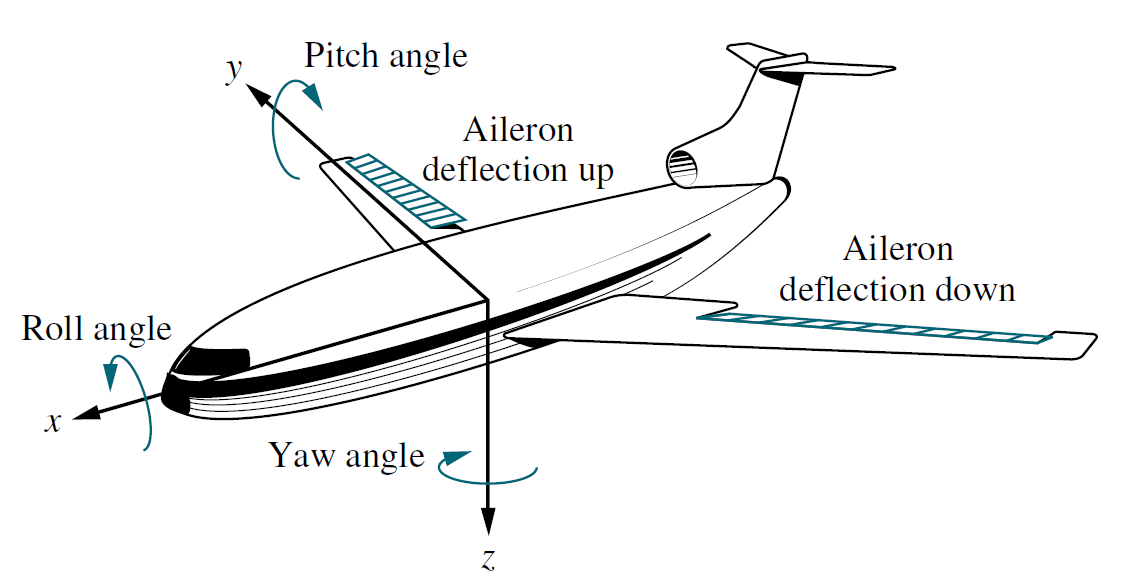 Pitch angle
y
Aileron
deflection up
Aileron
deflection down
Roll angle
x
Yaw angle
z